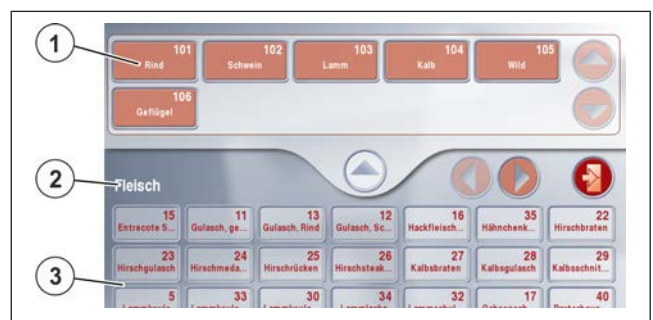 1
101 102 103 104 105
Rind Schwein Lamm Kalb Wild
106
Geflügel
2
Fleisch
15 11 13 12 16 35 22
Entrecote S... Gulasch, ge... Gulasch, Rind Gulasch, Sc... Hackfleisch... Hähnchenk... Hirschbraten
23 24 25 26 27 28 29
Hirschgulasch Hirschmeda... Hirschrücken Hirschsteak... Kalbsbraten Kalbsgulasch Kalbsschnit...
3
5 33 30 34 32 17 40